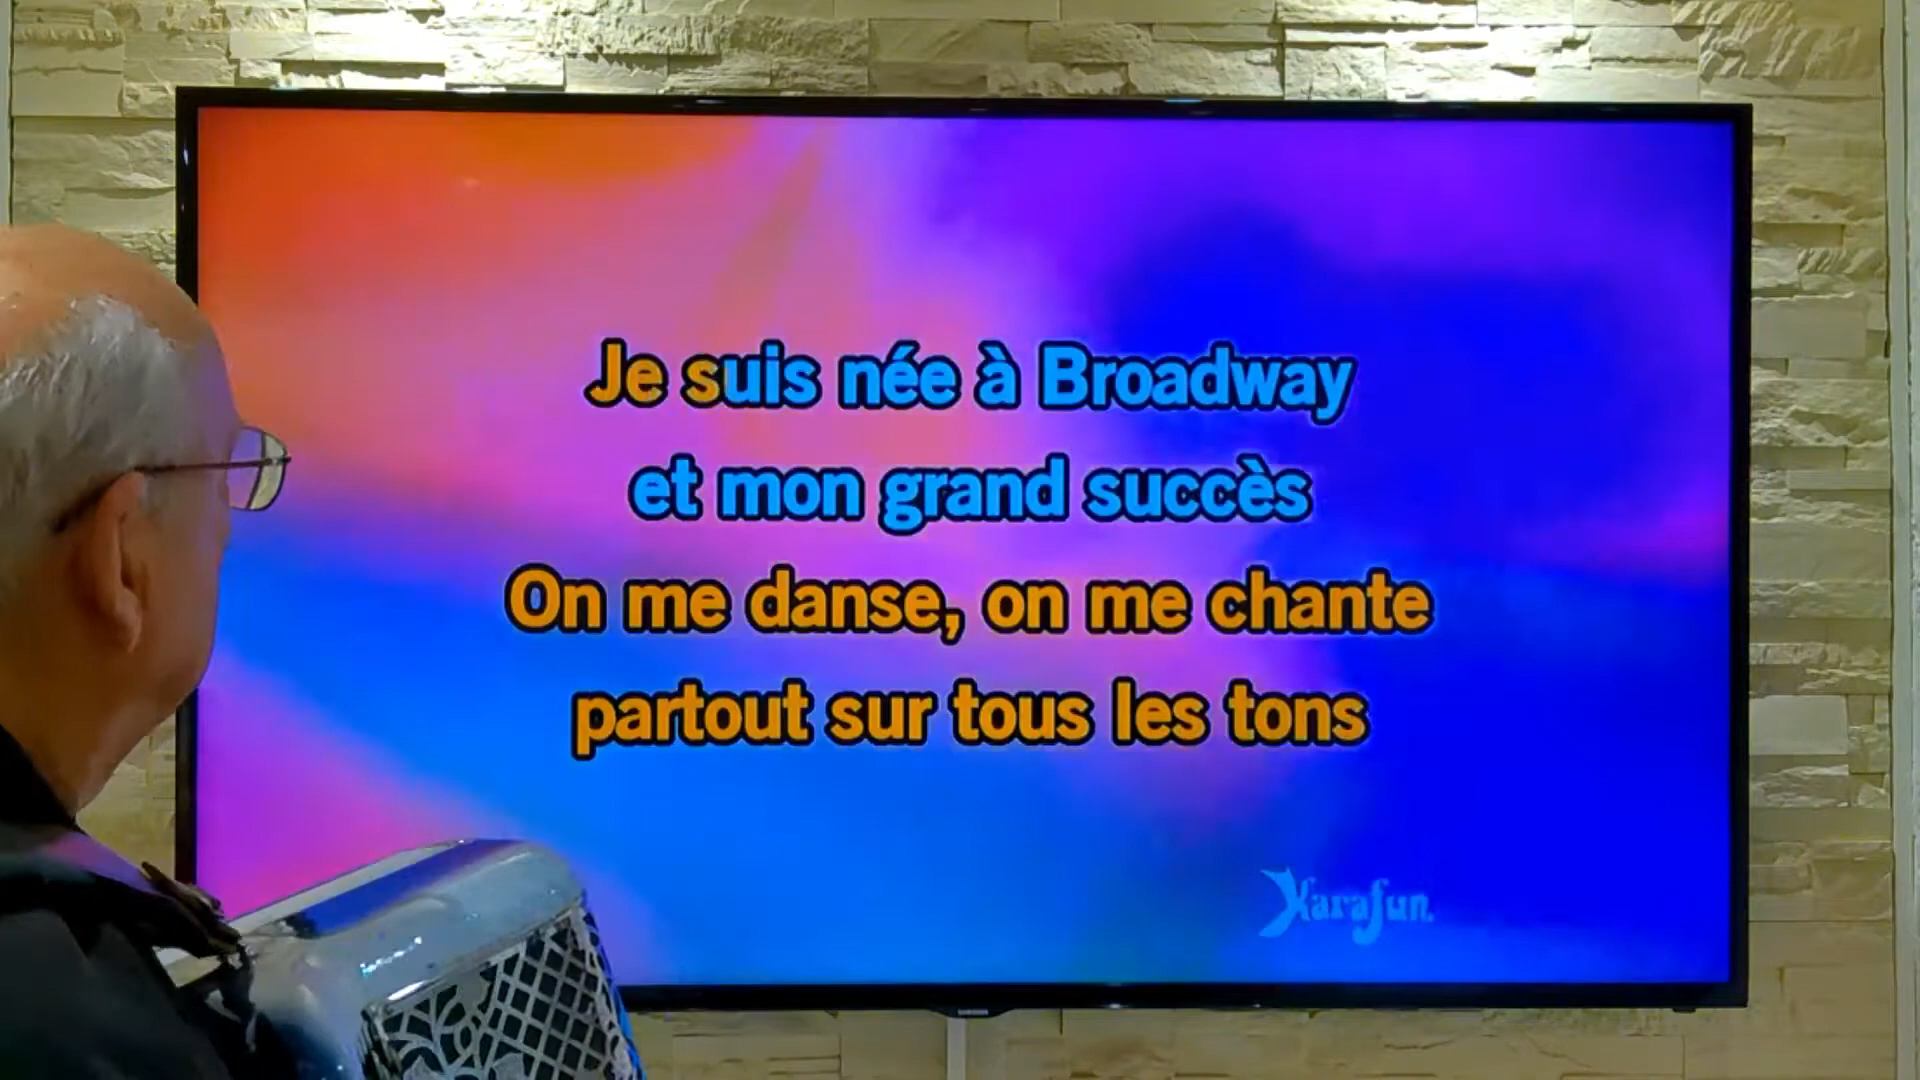 Je suis née à Broadway
et mon grand succès
On me danse, on me chante
partout sur tous les tons
Karafun
SAMSUNG